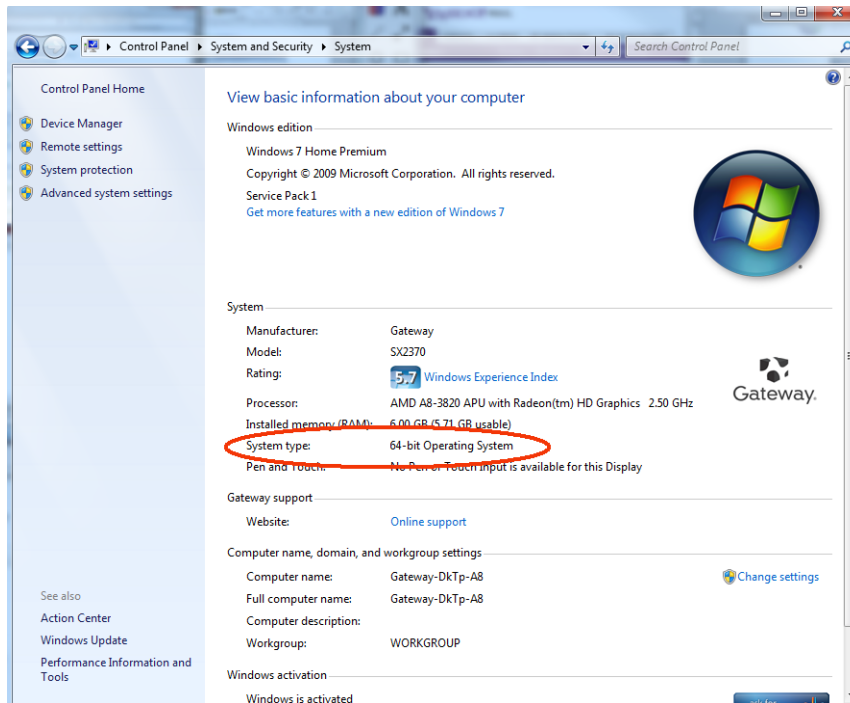 Control Panel ▸ System and Security ▸ System
Search Control Panel
Control Panel Home
Device Manager
Remote settings
System protection
Advanced system settings
View basic information about your computer
Windows edition
Windows 7 Home Premium
Copyright © 2009 Microsoft Corporation. All rights reserved.
Service Pack 1
Get more features with a new edition of Windows 7
System
Manufacturer: Gateway
Model: SX2370
Rating: 5.7 Windows Experience Index
Processor: AMD A8-3820 APU with Radeon(tm) HD Graphics 2.50 GHz
Installed memory (RAM): 6.00 GB (5.71 GB usable)
System type: 64-bit Operating System
Pen and Touch: No Pen or Touch Input is available for this Display
Gateway.
Gateway support
Website: Online support
Computer name, domain, and workgroup settings
Computer name: Gateway-DkTp-A8
Change settings
Full computer name: Gateway-DkTp-A8
Computer description:
Workgroup: WORKGROUP
Windows activation
Windows is activated
See also
Action Center
Windows Update
Performance Information and
Tools